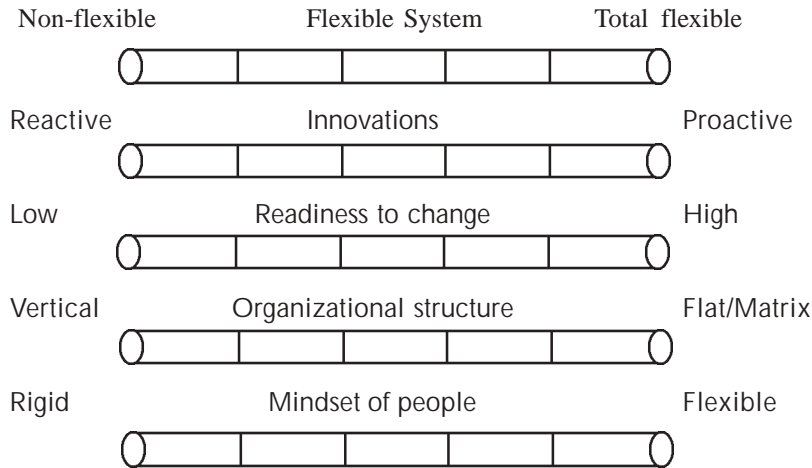 Non-flexible Flexible System Total flexible
Reactive Innovations Proactive
Low Readiness to change High
Vertical Organizational structure Flat/Matrix
Rigid Mindset of people Flexible